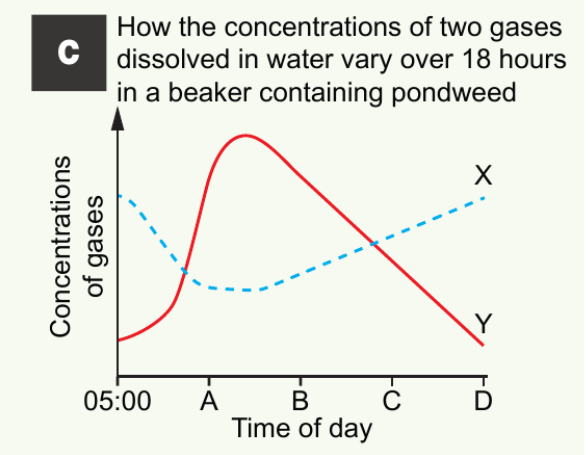 C
How the concentrations of two gases
dissolved in water vary over 18 hours
in a beaker containing pondweed
Concentrations
of gases
X
Y
05:00 A B C D
Time of day